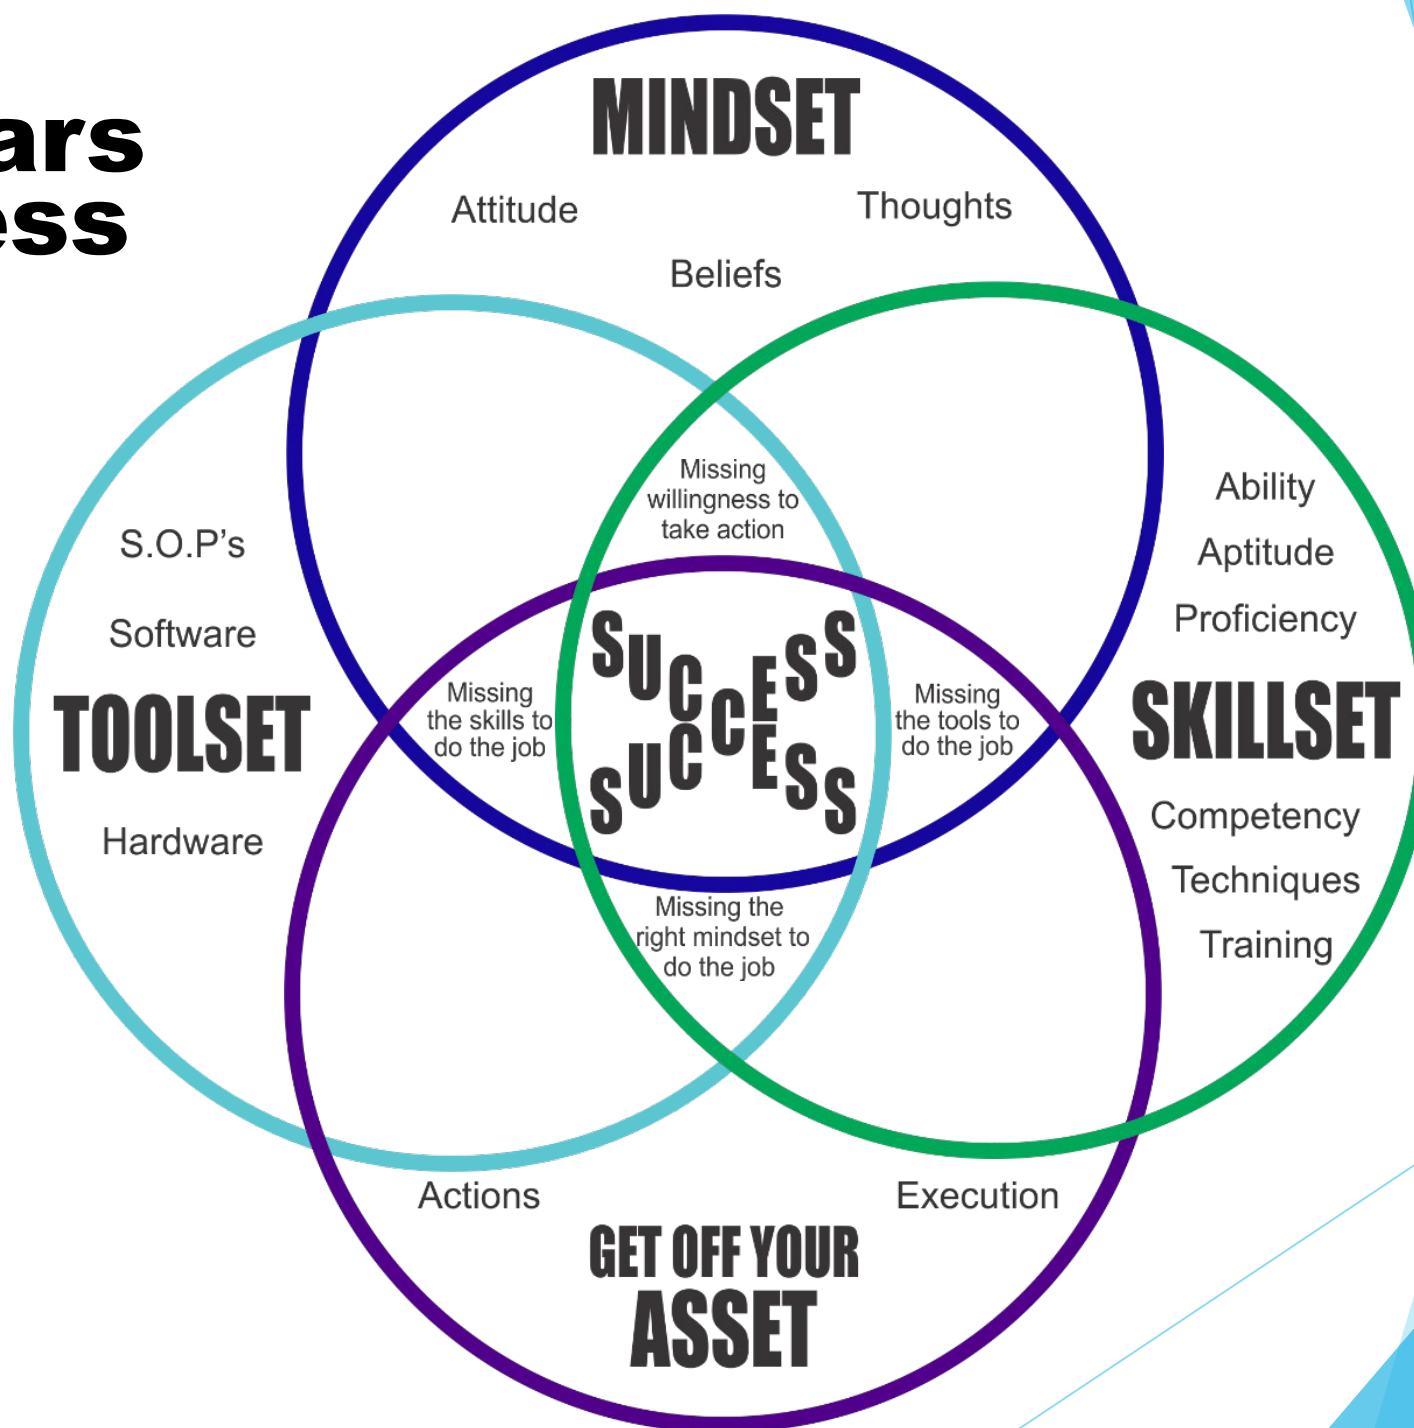 ars
ess
MINDSET
Attitude
Thoughts
Beliefs
Missing
willingness to
take action
S.O.P’s
Software
TOOLSET
Hardware
Missing
the skills to
do the job
SUCCESS
SUCCESS
Missing
the tools to
do the job
Ability
Aptitude
Proficiency
SKILLSET
Competency
Techniques
Training
Missing the
right mindset to
do the job
Actions
Execution
GET OFF YOUR
ASSET